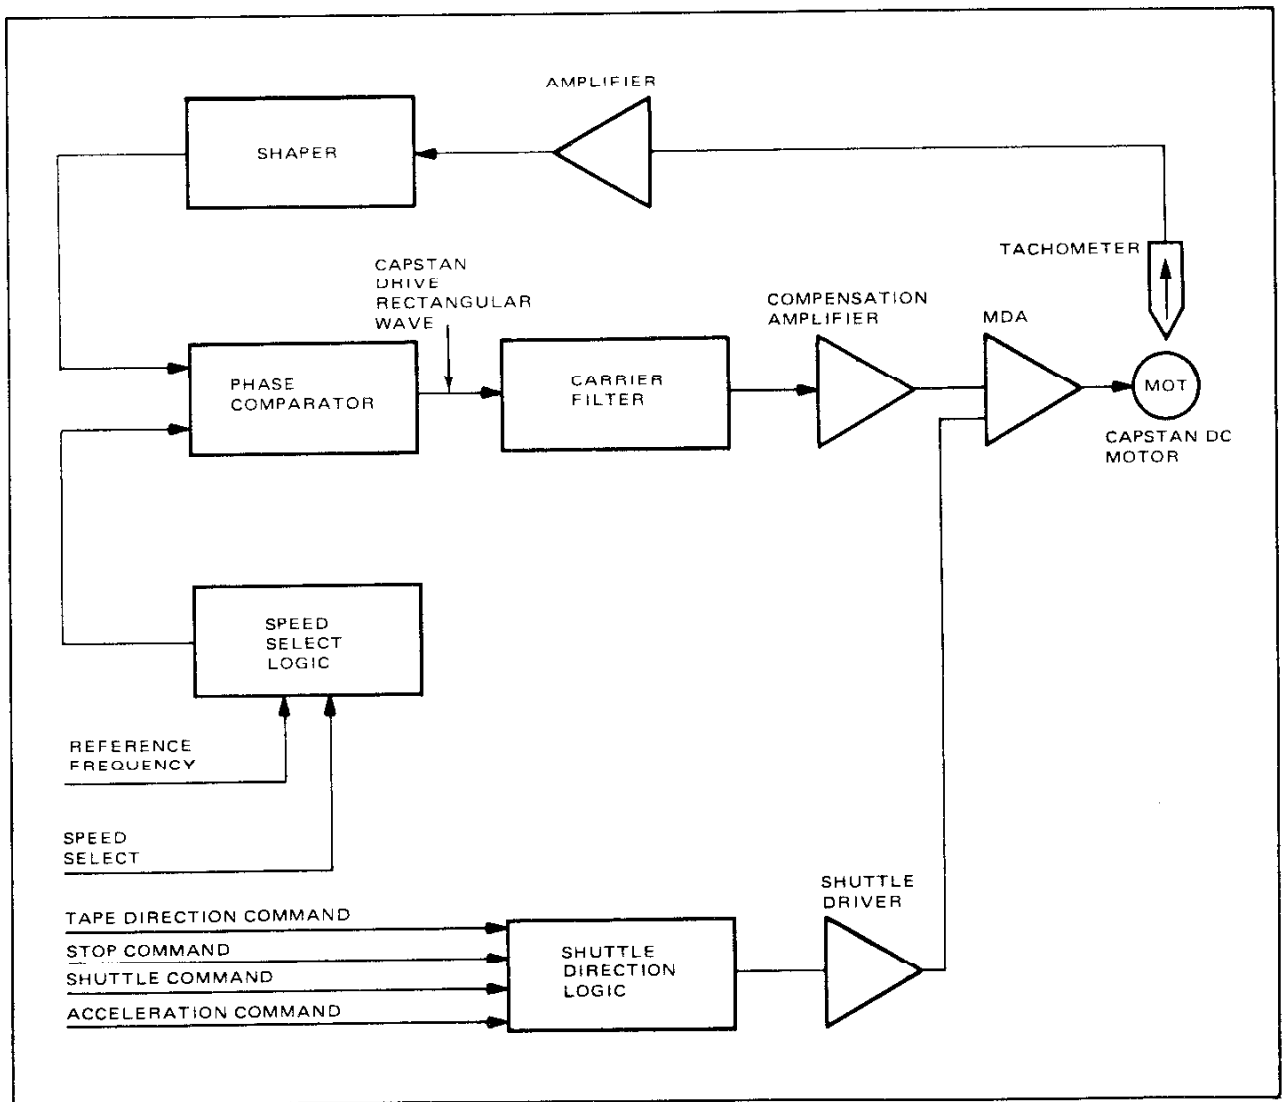 AMPLIFIER
SHAPER
TACHOMETER
CAPSTAN
DRIVE
RECTANGULAR
WAVE
COMPENSATION
AMPLIFIER
MDA
PHASE
COMPARATOR
CARRIER
FILTER
MOT
CAPSTAN DC
MOTOR
SPEED
SELECT
LOGIC
REFERENCE
FREQUENCY
SPEED
SELECT
SHUTTLE
DRIVER
TAPE DIRECTION COMMAND
STOP COMMAND
SHUTTLE COMMAND
ACCELERATION COMMAND
SHUTTLE
DIRECTION
LOGIC